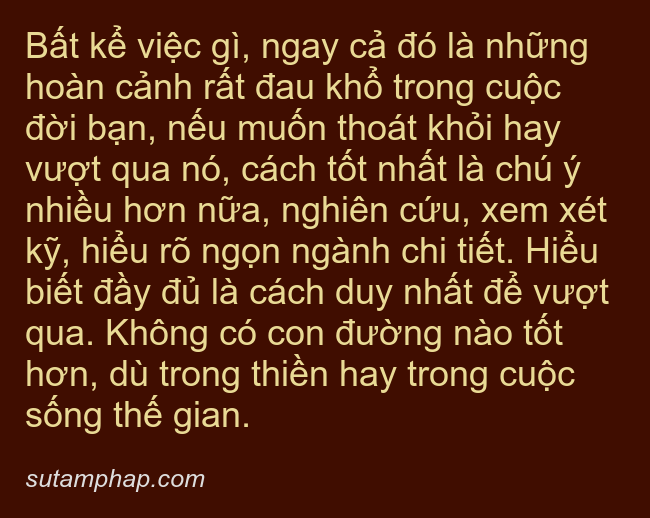 Bất kể việc gì, ngay cả đó là những
hoàn cảnh rất đau khổ trong cuộc
đời bạn, nếu muốn thoát khỏi hay
vượt qua nó, cách tốt nhất là chú ý
nhiều hơn nữa, nghiên cứu, xem xét
kỹ, hiểu rõ ngọn ngành chi tiết. Hiểu
biết đầy đủ là cách duy nhất để vượt
qua. Không có con đường nào tốt
hơn, dù trong thiền hay trong cuộc
sống thế gian.
sutamphap.com